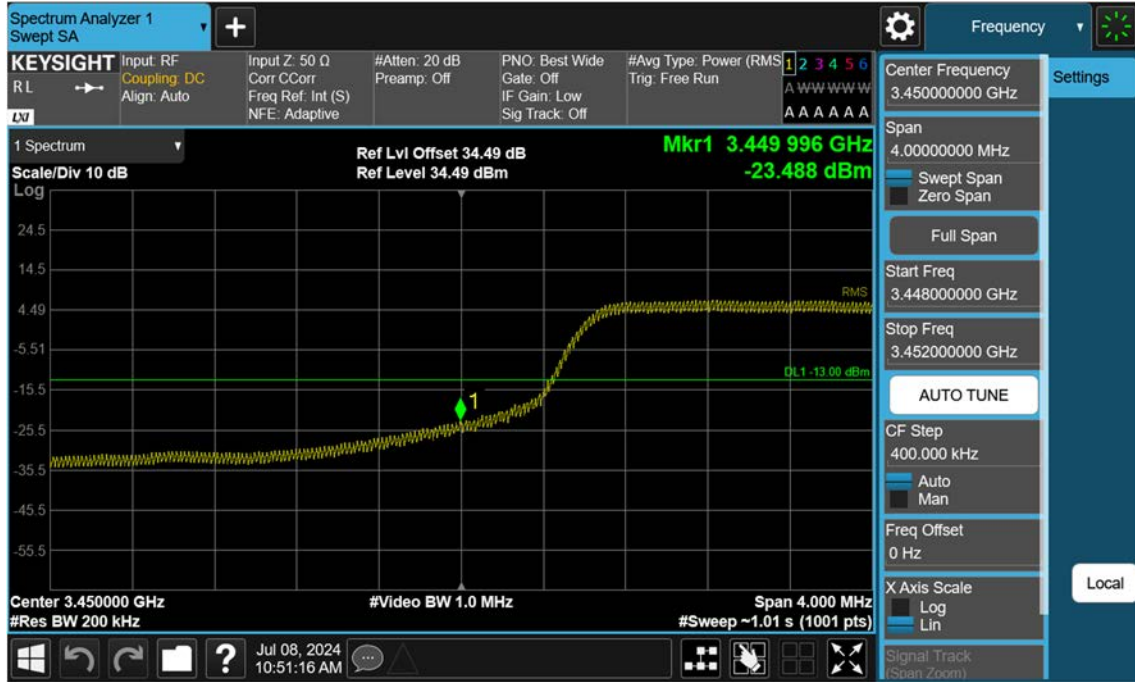 Spectrum Analyzer 1
Swept SA
Frequency
KEYSIGHT
R L
LXI
Input: RF
Coupling: DC
Align: Auto
Input Z: 50 Ω
Corr CCorr
Freq Ref: Int (S)
NFE: Adaptive
#Atten: 20 dB
Preamp: Off
PNO: Best Wide
Gate: Off
IF Gain: Low
Sig Track: Off
#Avg Type: Power (RMS
Trig: Free Run
1 2 3 4 5 6
A W W W W W
A A A A A A
1 Spectrum
Scale/Div 10 dB
Log
Ref Lvl Offset 34.49 dB
Ref Level 34.49 dBm
Mkr1 3.449 996 GHz
-23.488 dBm
24.5
14.5
4.49
-5.51
-15.5
-25.5
-35.5
-45.5
-55.5
RMS
DL1 -13.00 dBm
1
Center 3.450000 GHz
#Res BW 200 kHz
#Video BW 1.0 MHz
Span 4.000 MHz
#Sweep ~1.01 s (1001 pts)
?
Jul 08, 2024
10:51:16 AM
Center Frequency
3.450000000 GHz
Span
4.00000000 MHz
Swept Span
Zero Span
Full Span
Start Freq
3.448000000 GHz
Stop Freq
3.452000000 GHz
AUTO TUNE
CF Step
400.000 kHz
Auto
Man
Freq Offset
0 Hz
X Axis Scale
Log
Lin
Signal Track
(Span Zoom)
Settings
Local